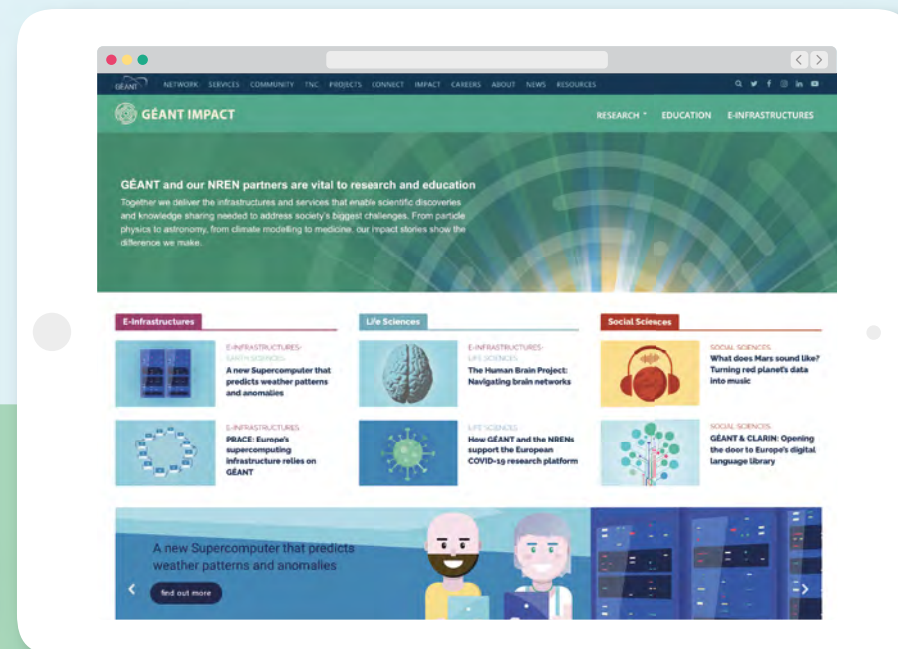 GÉANT NETWORK SERVICES COMMUNITY TNC PROJECTS CONNECT IMPACT CAREERS ABOUT NEWS RESOURCES
GÉANT IMPACT
RESEARCH EDUCATION E-INFRASTRUCTURES
GÉANT and our NREN partners are vital to research and education
Together we deliver the infrastructures and services that enable scientific discoveries
and knowledge sharing needed to address society's biggest challenges. From particle
physics to astronomy, from climate modelling to medicine, our impact stories show the
difference we make.
E-Infrastructures
E-INFRASTRUCTURES-
EARTH SCIENCES
A new Supercomputer that
predicts weather patterns
and anomalies
E-INFRASTRUCTURES
PRACE: Europe's
supercomputing
infrastructure relies on
GÉANT
Life Sciences
E-INFRASTRUCTURES-
LIFE SCIENCES
The Human Brain Project:
Navigating brain networks
LIFE SCIENCES
How GÉANT and the NRENs
support the European
COVID-19 research platform
Social Sciences
SOCIAL SCIENCES
What does Mars sound like?
Turning red planet's data
into music
SOCIAL SCIENCES
GÉANT & CLARIN: Opening
the door to Europe's digital
language library
A new Supercomputer that predicts
weather patterns and anomalies
find out more